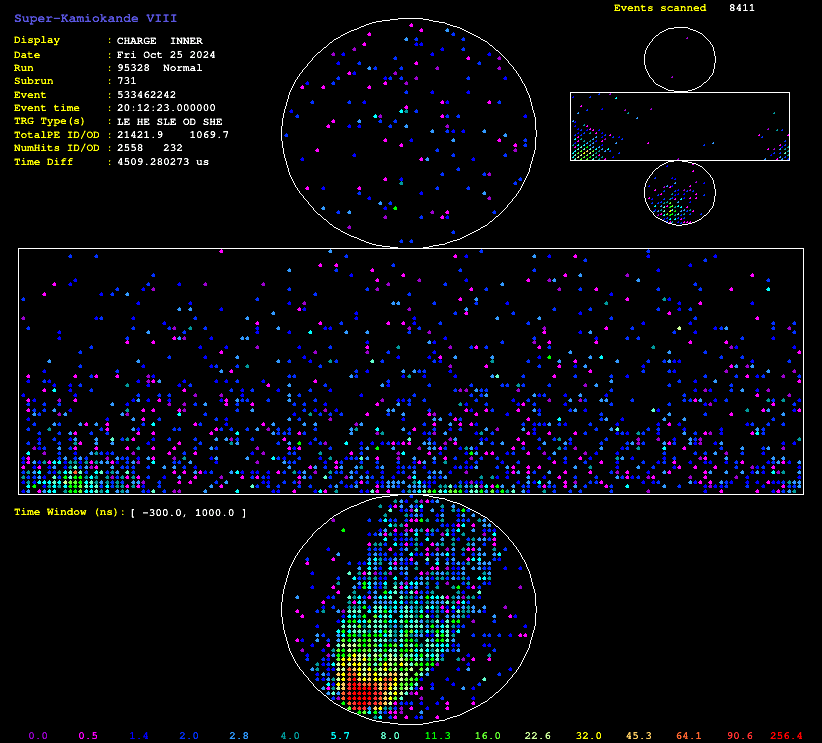 Super-Kamiokande VIII
Events scanned 8411
Display : CHARGE INNER
Date : Fri Oct 25 2024
Run : 95328 Normal
Subrun : 731
Event : 533462242
Event time : 20:12:23.000000
TRG Type(s) : LE HE SLE OD SHE
TotalPE ID/OD : 21421.9 1069.7
NumHits ID/OD : 2558 232
Time Diff : 4509.280273 us
Time Window (ns): [ -300.0, 1000.0 ]
0.0 0.5 1.4 2.0 2.8 4.0 5.7 8.0 11.3 16.0 22.6 32.0 45.3 64.1 90.6 256.4